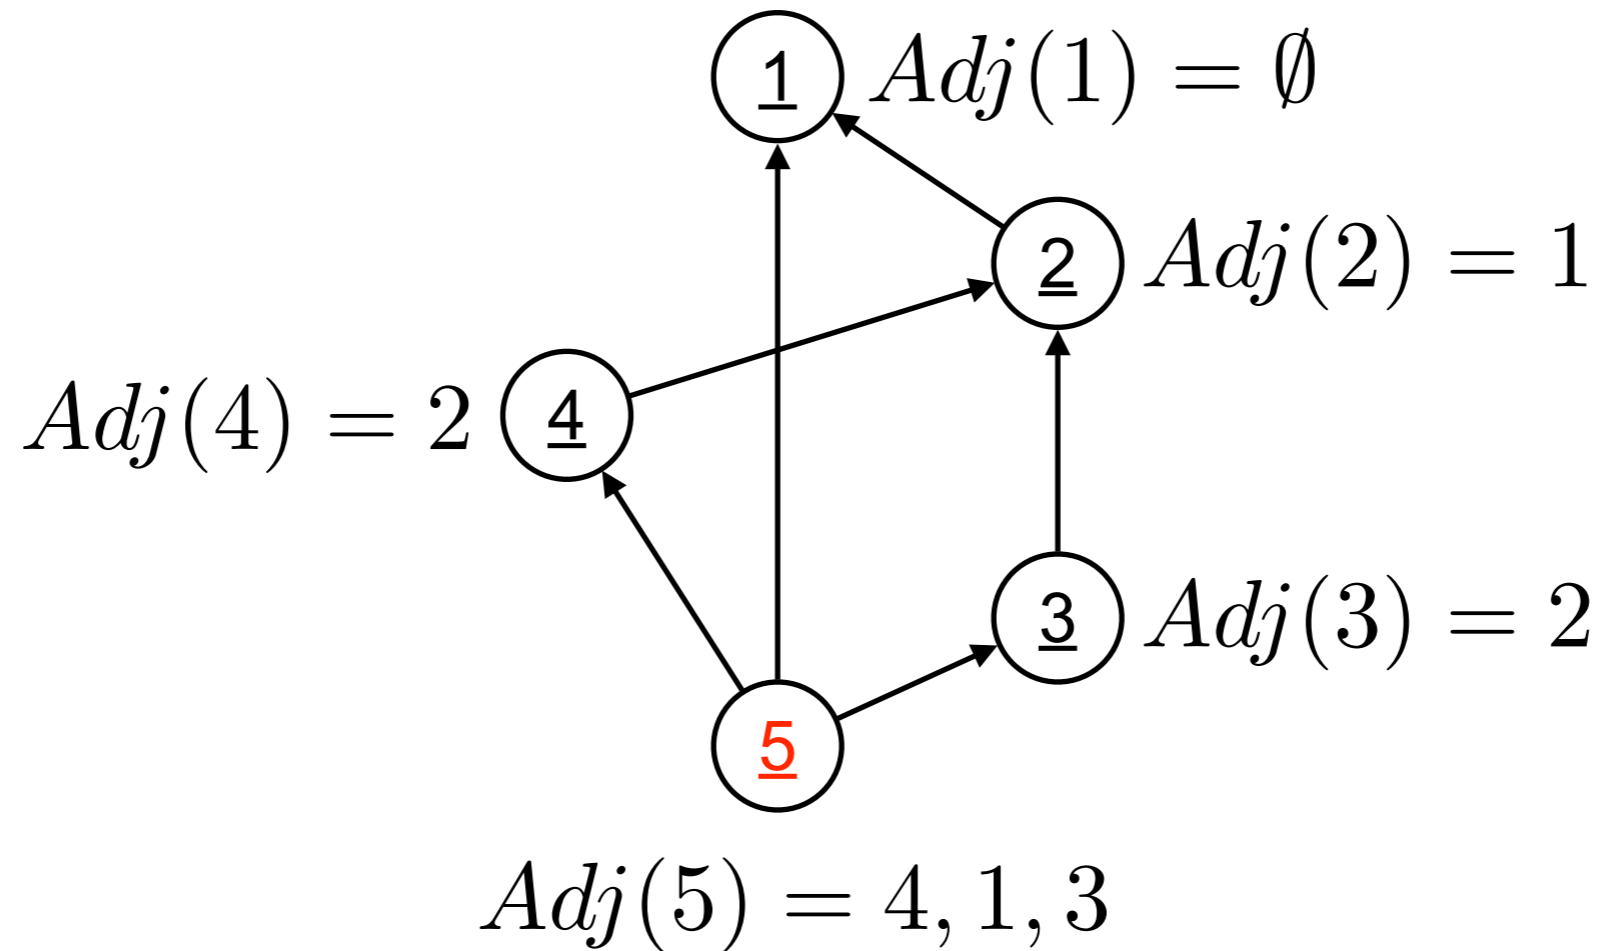 1 Adj(1) = ∅
2 Adj(2) = 1
Adj(4) = 2 4
3 Adj(3) = 2
5
Adj(5) = 4, 1, 3